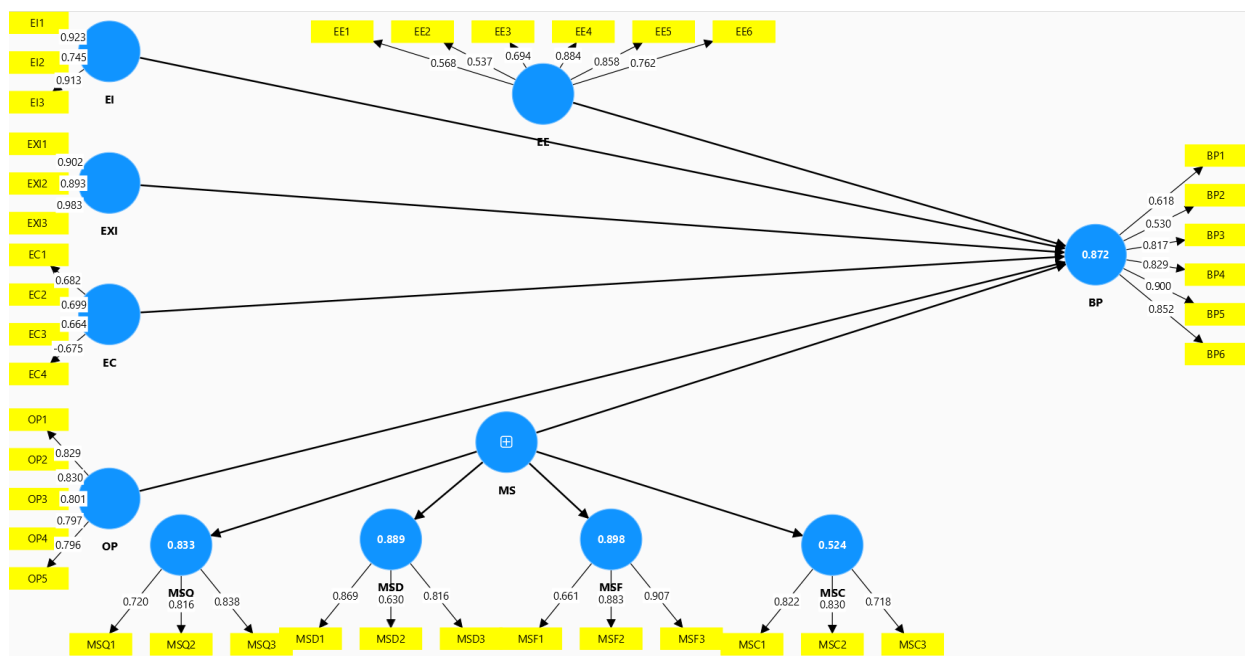 EI1
0.923
EI2
0.745
EI3
0.913
EI
EE1
EE2
EE3
EE4
EE5
EE6
0.568
0.537
0.694
0.884
0.858
0.762
EE
EXI1
0.902
EXI2
0.893
EXI3
0.983
EXI
EC1
0.682
EC2
0.699
EC3
0.664
EC4
-0.675
EC
BP1
BP2
BP3
BP4
BP5
BP6
0.618
0.530
0.817
0.829
0.900
0.852
0.872
BP
OP1
0.829
OP2
0.830
OP3
0.801
OP4
0.797
OP5
0.796
OP
MS
0.833
MSQ
0.720
0.816
0.838
MSQ1
MSQ2
MSQ3
0.889
MSD
0.869
0.630
0.816
MSD1
MSD2
MSD3
0.898
MSF
0.661
0.883
0.907
MSF1
MSF2
MSF3
0.524
MSC
0.822
0.830
0.718
MSC1
MSC2
MSC3